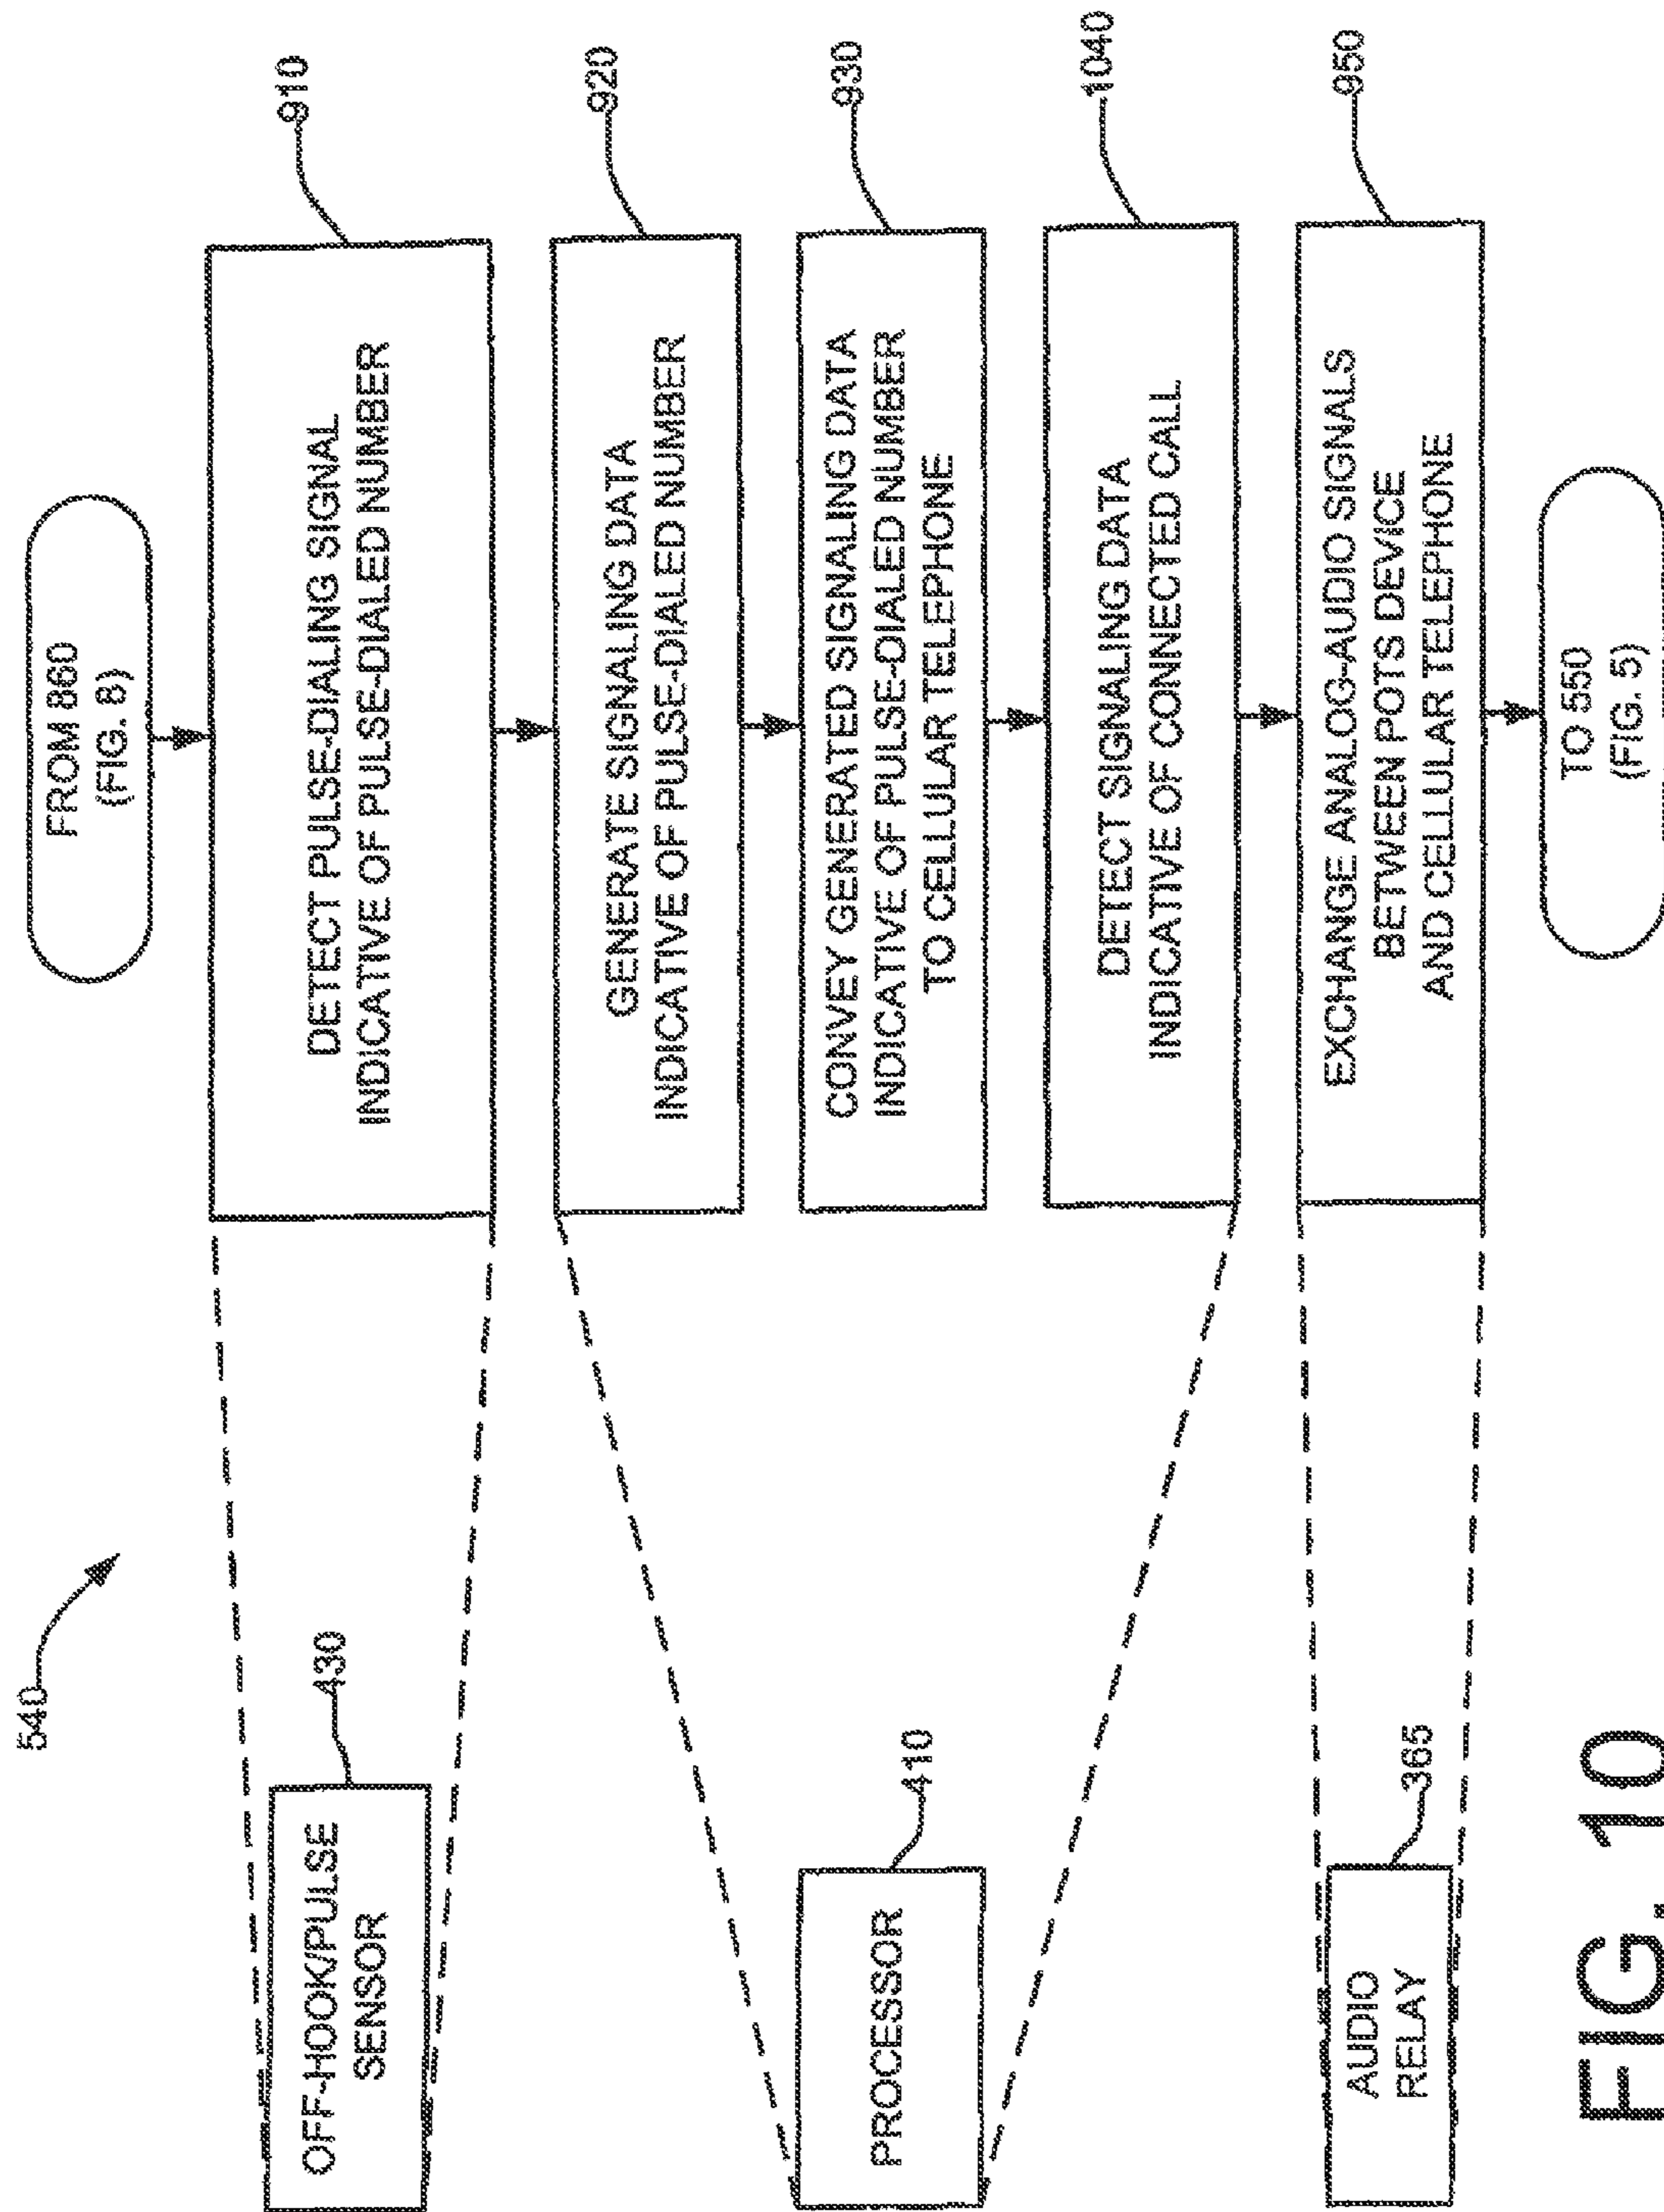 540
FROM 860
(FIG. 8)
OFF-HOOK/PULSE
SENSOR
430
DETECT PULSE-DIALING SIGNAL
INDICATIVE OF PULSE-DIALED NUMBER
910
GENERATE SIGNALING DATA
INDICATIVE OF PULSE-DIALED NUMBER
920
PROCESSOR
410
CONVEY GENERATED SIGNALING DATA
INDICATIVE OF PULSE-DIALED NUMBER
TO CELLULAR TELEPHONE
930
DETECT SIGNALING DATA
INDICATIVE OF CONNECTED CALL
1040
AUDIO
RELAY
365
EXCHANGE ANALOG-AUDIO SIGNALS
BETWEEN POTS DEVICE
AND CELLULAR TELEPHONE
950
TO 550
(FIG. 5)
FIG. 10